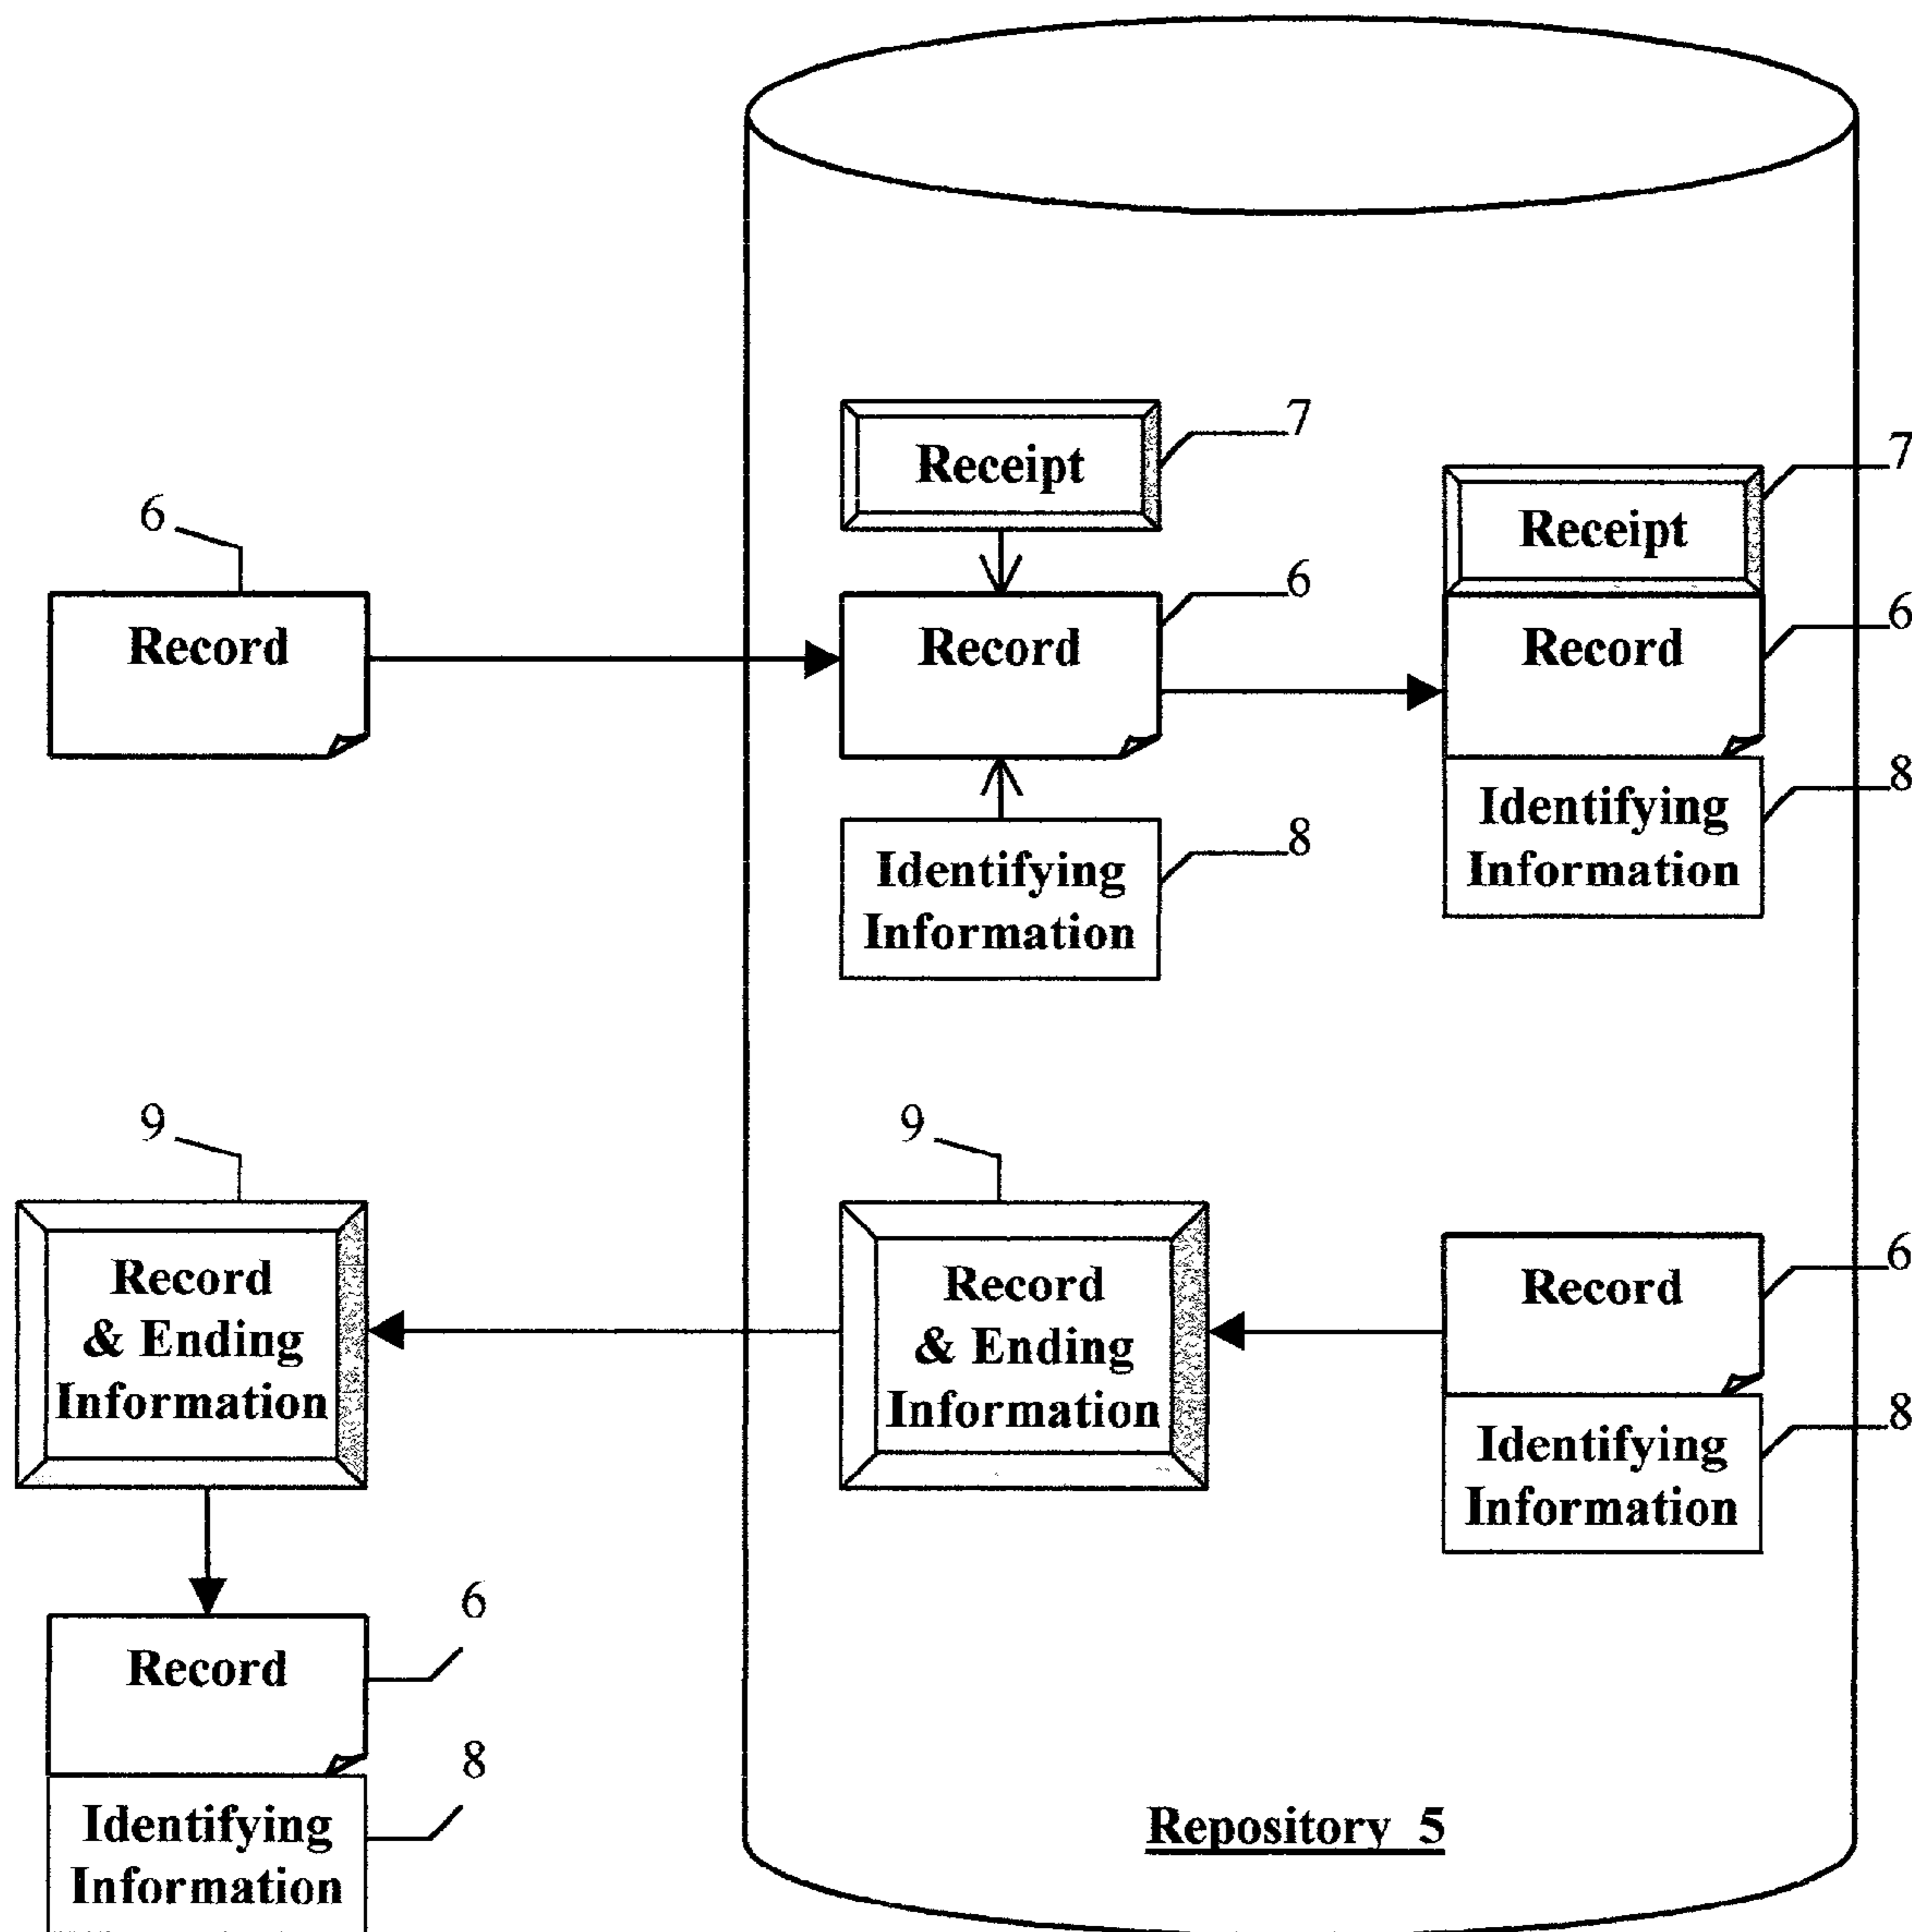 7
Receipt
7
6
Receipt
6
Record
Record
6
Record
8
Identifying
Information
8
Identifying
Information
9
9
6
Record
& Ending
Information
Record
& Ending
Information
Record
8
Identifying
Information
6
Record
8
Identifying
Information
Repository 5